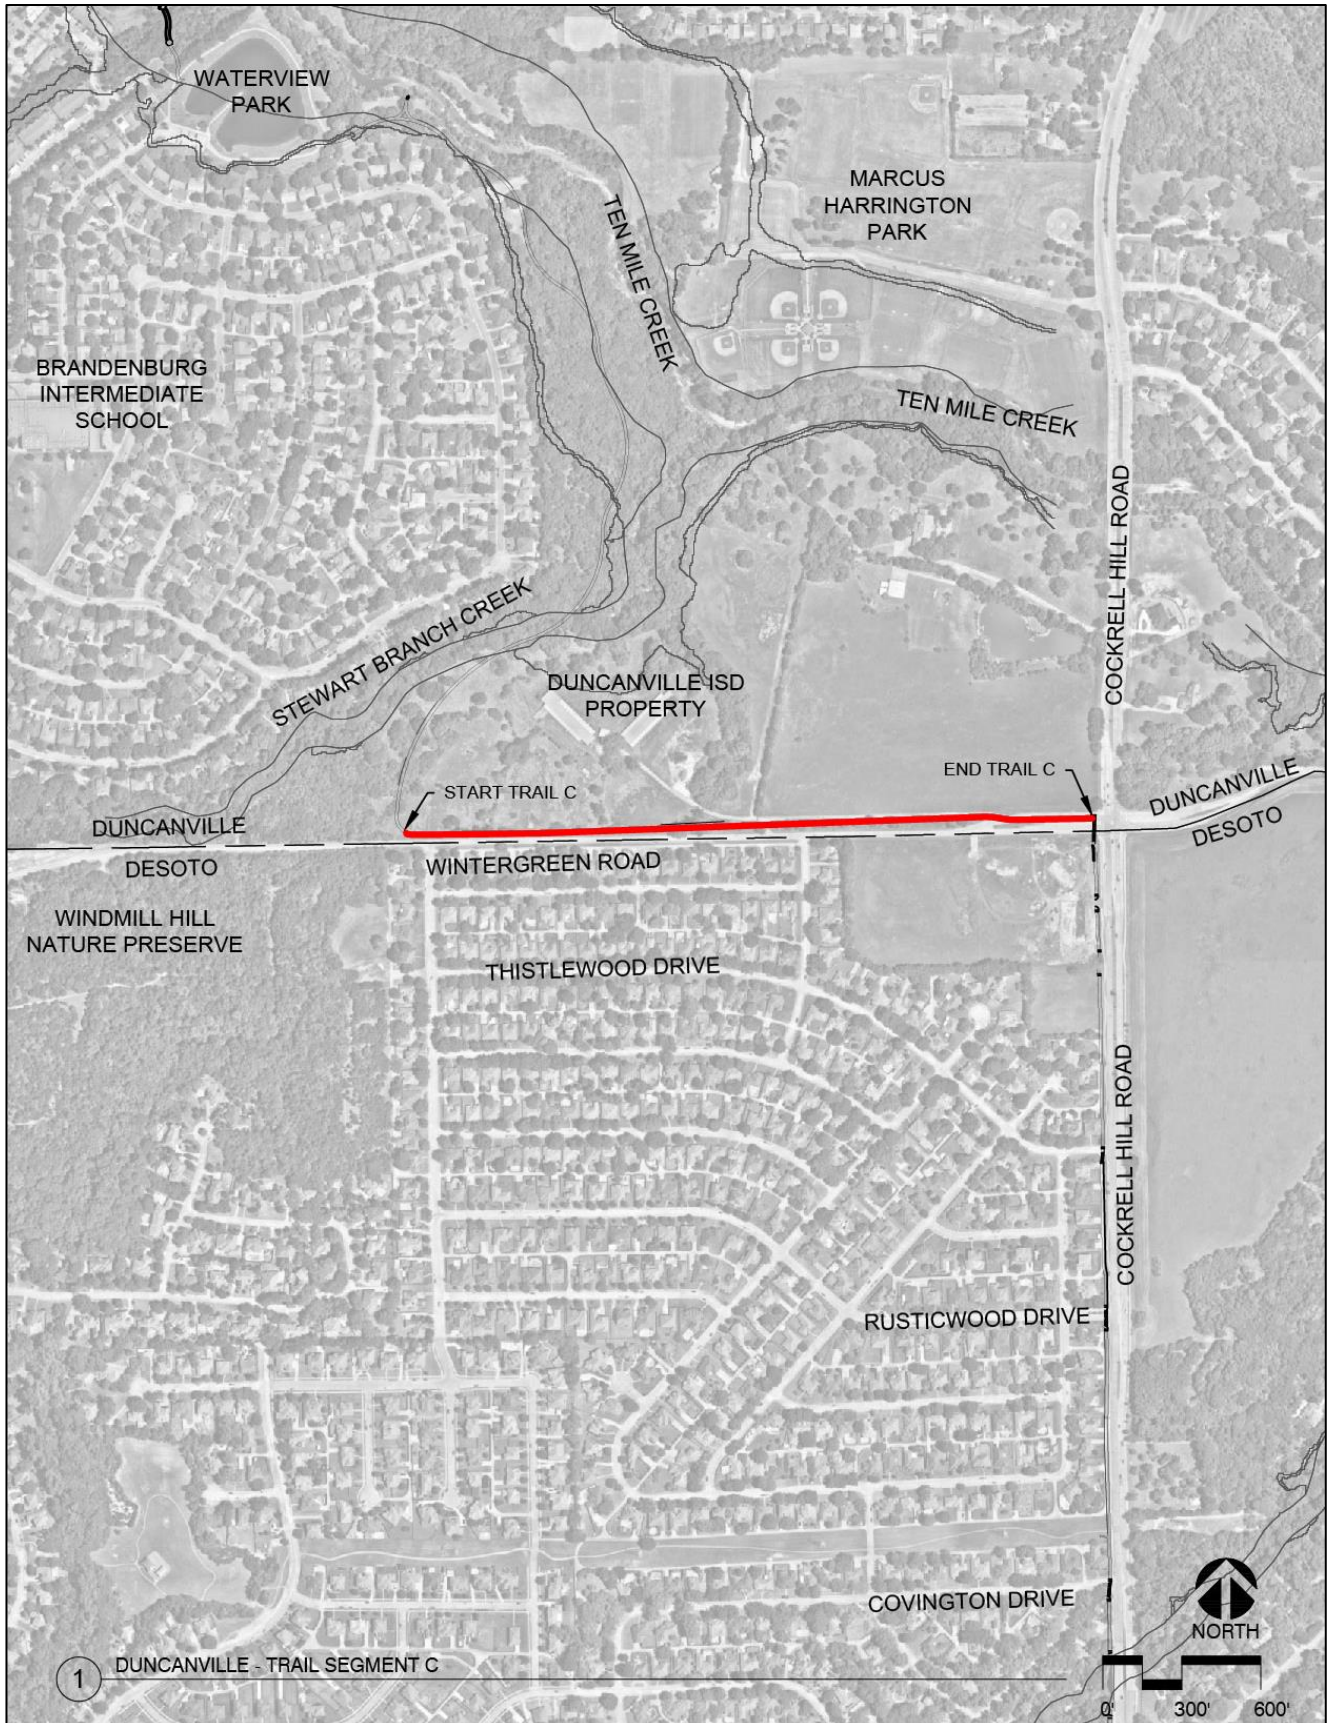 WATERVIEW
PARK
MARCUS
HARRINGTON
PARK
TEN MILE CREEK
BRANDENBURG
INTERMEDIATE
SCHOOL
TEN MILE CREEK
COCKRELL HILL ROAD
STEWART BRANCH CREEK
DUNCANVILLE ISD
PROPERTY
START TRAIL C
END TRAIL C
DUNCANVILLE
DESOTO
DUNCANVILLE
DESOTO
WINTERGREEN ROAD
WINDMILL HILL
NATURE PRESERVE
THISTLEWOOD DRIVE
COCKRELL HILL ROAD
RUSTICWOOD DRIVE
COVINGTON DRIVE
NORTH
1 DUNCANVILLE - TRAIL SEGMENT C
0' 300' 600'